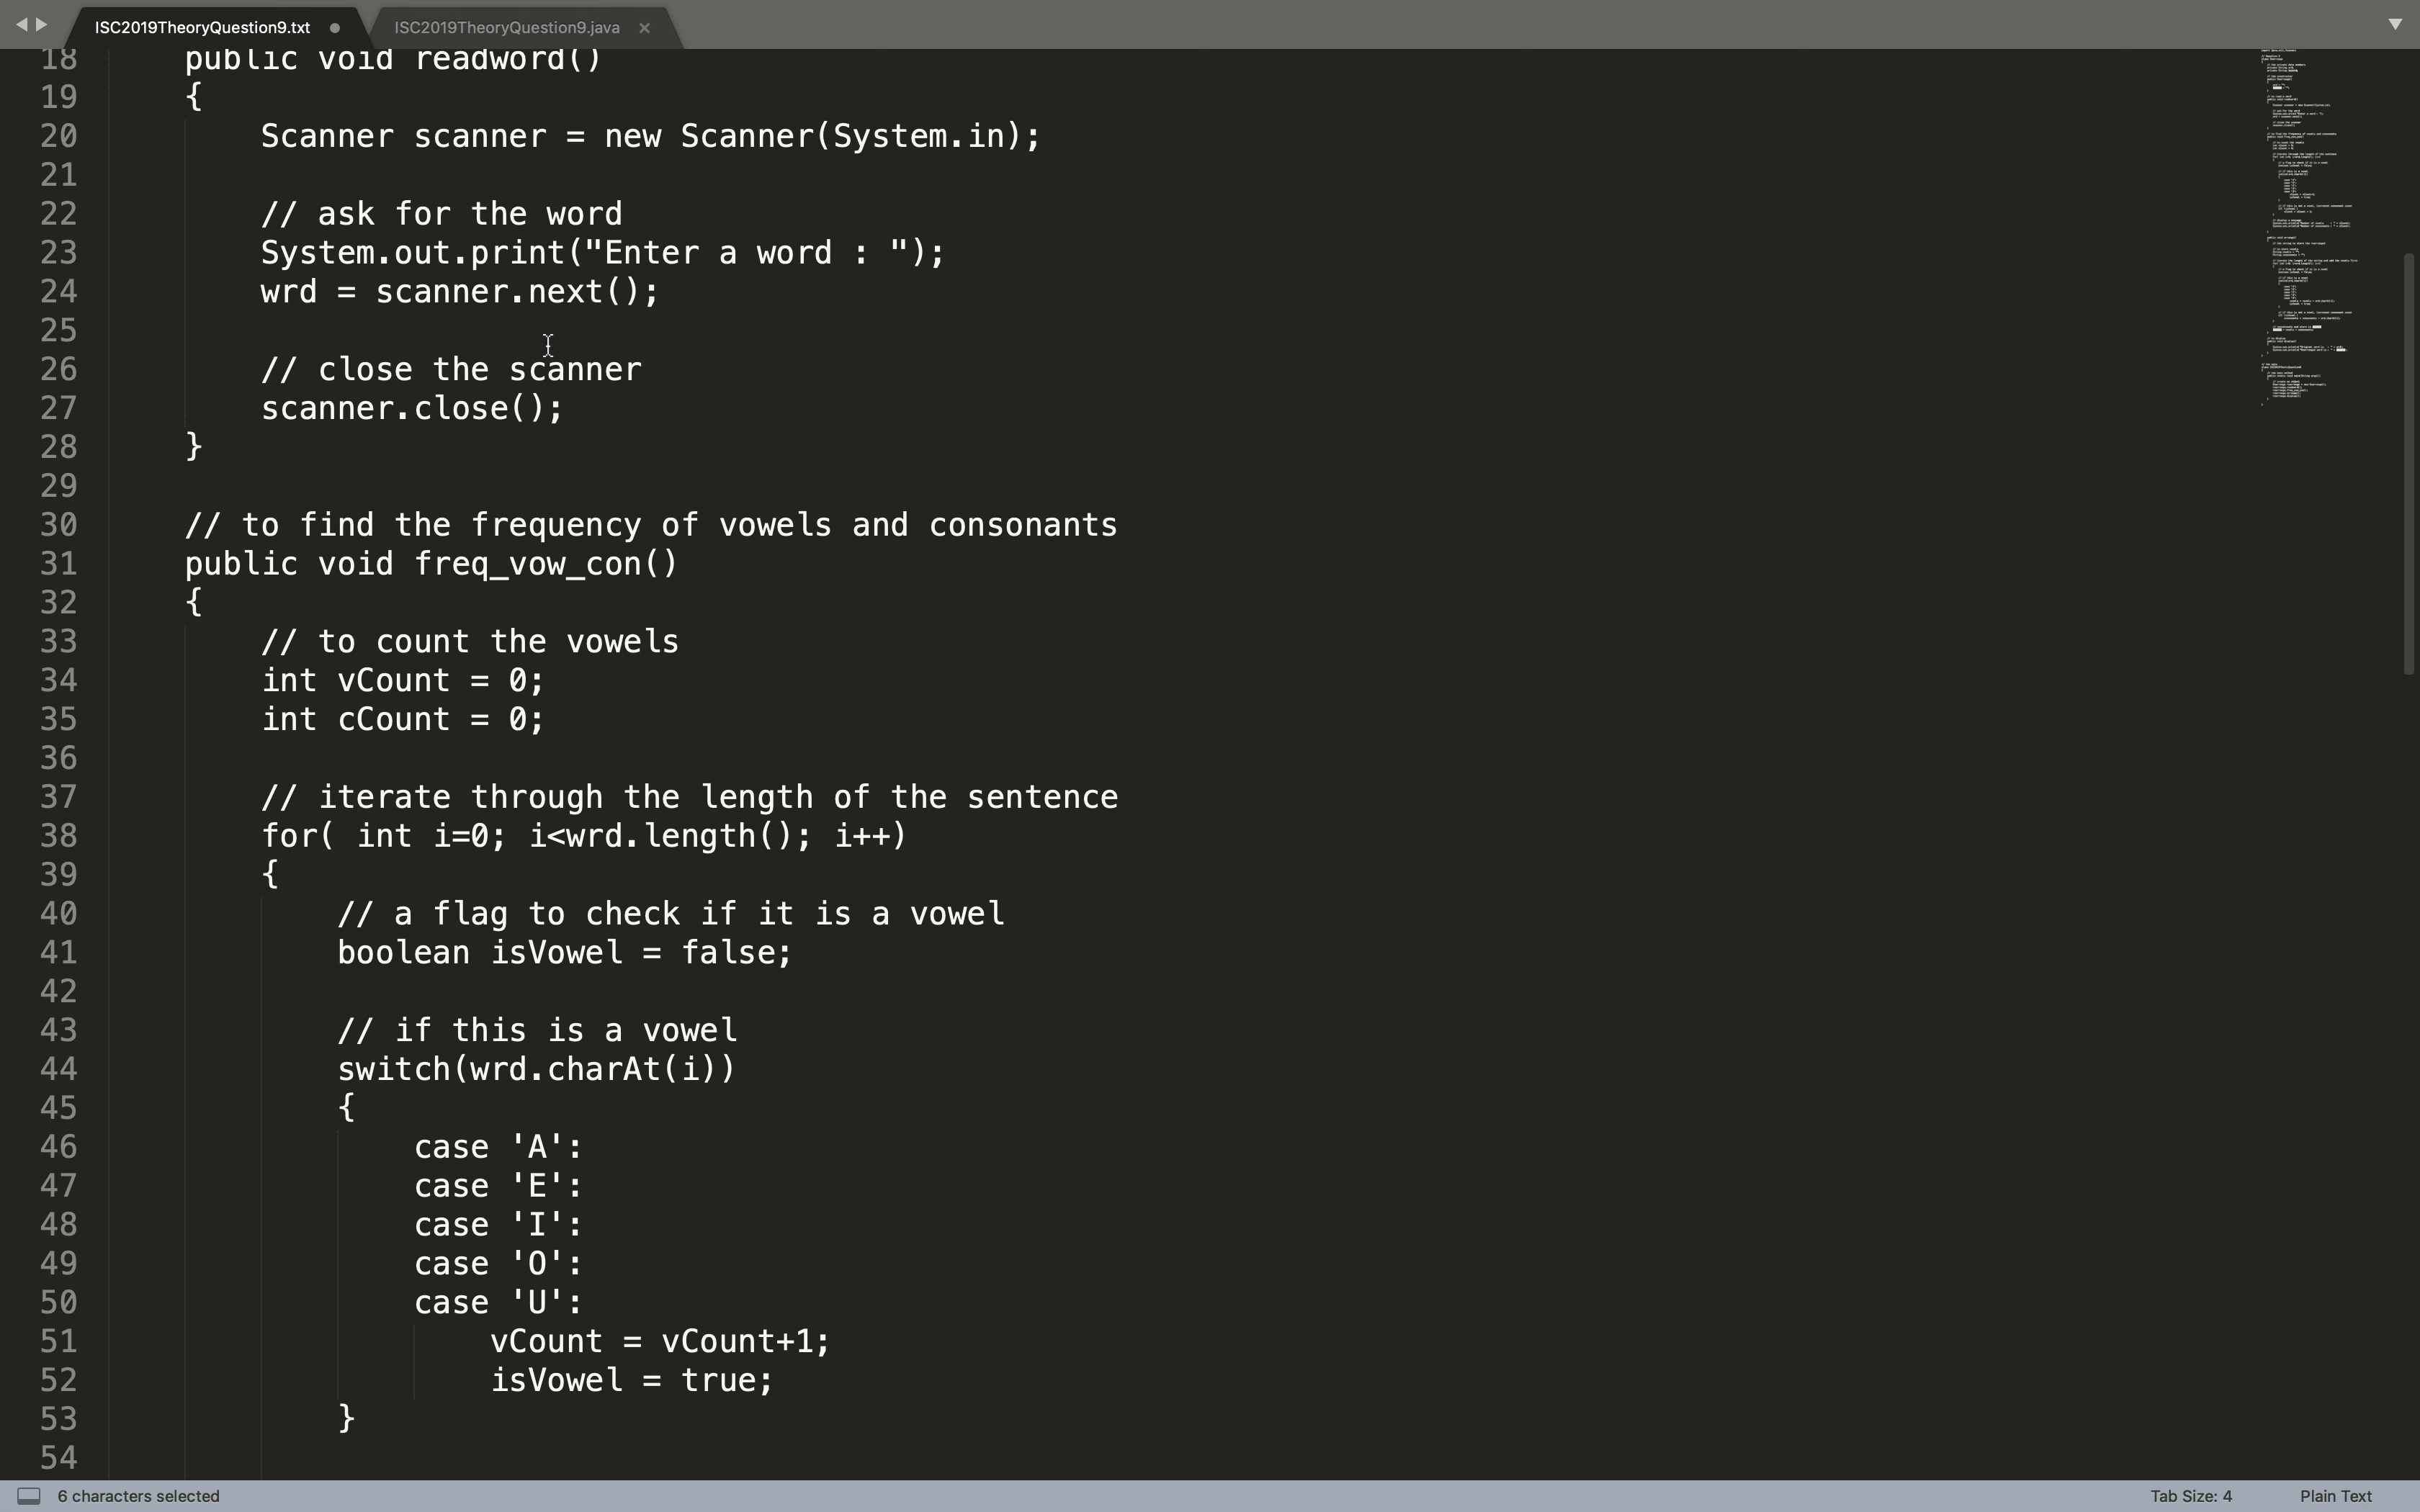 ISC2019TheoryQuestion9.txt
ISC2019TheoryQuestion9.java
18 public void readword()
19 {
20 Scanner scanner = new Scanner(System.in);
21
22 // ask for the word
23 System.out.print("Enter a word : ");
24 wrd = scanner.next();
25
26 // close the scanner
27 scanner.close();
28 }
29
30 // to find the frequency of vowels and consonants
31 public void freq_vow_con()
32 {
33 // to count the vowels
34 int vCount = 0;
35 int cCount = 0;
36
37 // iterate through the length of the sentence
38 for( int i=0; i<wrd.length(); i++)
39 {
40 // a flag to check if it is a vowel
41 boolean isVowel = false;
42
43 // if this is a vowel
44 switch(wrd.charAt(i))
45 {
46 case 'A':
47 case 'E':
48 case 'I':
49 case 'O':
50 case 'U':
51 vCount = vCount+1;
52 isVowel = true;
53 }
54
6 characters selected
Tab Size: 4
Plain Text